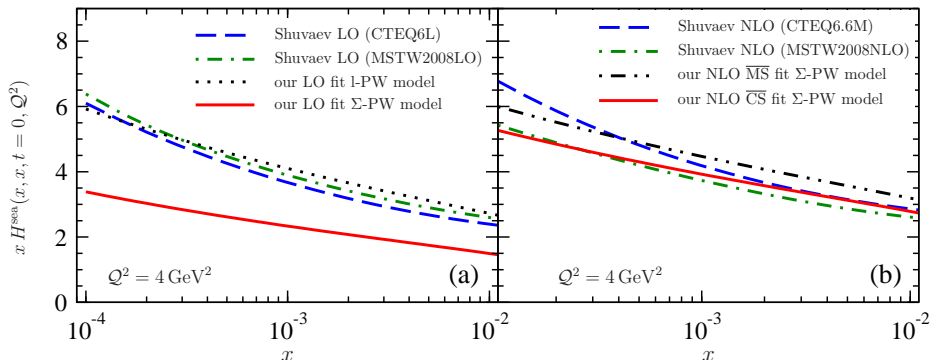 x H^sea(x, x, t = 0, Q²)
8
6
4
2
0
Shuvaev LO (CTEQ6L)
Shuvaev LO (MSTW2008LO)
our LO fit l-PW model
our LO fit Σ-PW model
Q² = 4 GeV²
(a)
10⁻⁴ 10⁻³ 10⁻²
x
Shuvaev NLO (CTEQ6.6M)
Shuvaev NLO (MSTW2008NLO)
our NLO M̅S̅ fit Σ-PW model
our NLO C̅S̅ fit Σ-PW model
Q² = 4 GeV²
(b)
10⁻³ 10⁻²
x